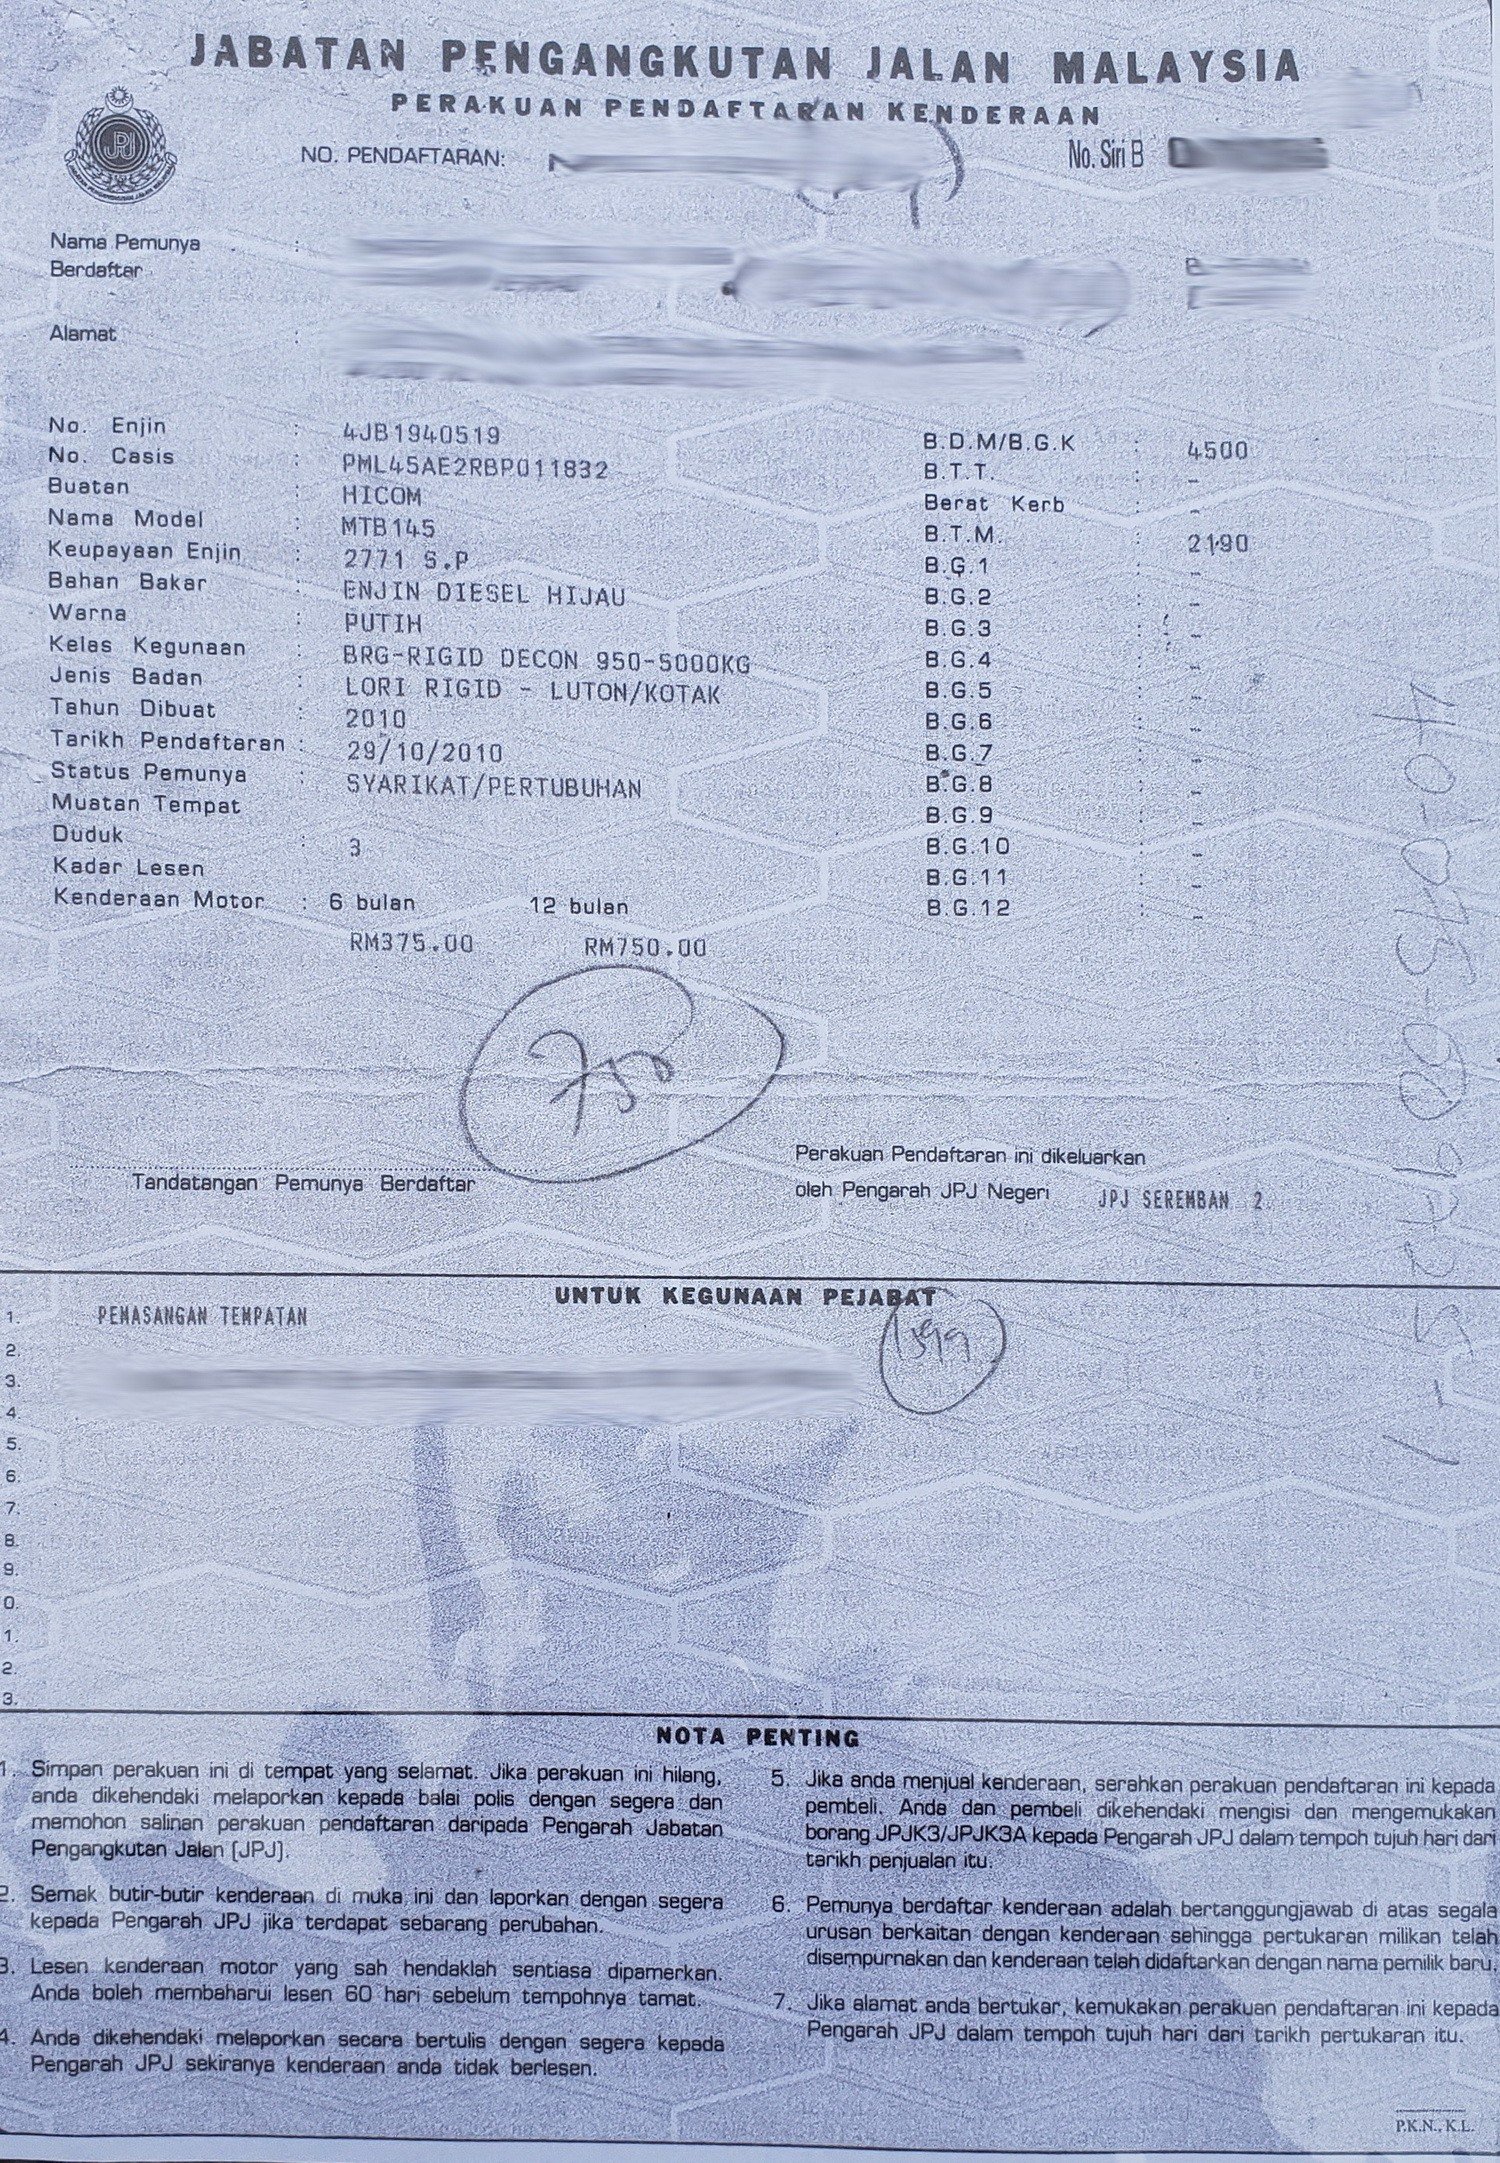 JABATAN PENGANGKUTAN JALAN MALAYSIA
PERAKUAN PENDAFTARAN KENDERAAN
JPJ
NO. PENDAFTARAN:
No. Siri B
Nama Pemunya :
Berdaftar
Alamat :
No. Enjin : 4JB1940519
No. Casis : PML45AE2RBP011832
Buatan : HICOM
Nama Model : MTB145
Keupayaan Enjin : 2771 S.P
Bahan Bakar : ENJIN DIESEL HIJAU
Warna : PUTIH
Kelas Kegunaan : BRG-RIGID DECON 950-5000KG
Jenis Badan : LORI RIGID - LUTON/KOTAK
Tahun Dibuat : 2010
Tarikh Pendaftaran : 29/10/2010
Status Pemunya : SYARIKAT/PERTUBUHAN
Muatan Tempat
Duduk : 3
Kadar Lesen
Kenderaan Motor : 6 bulan 12 bulan
RM375.00 RM750.00
B.D.M/B.G.K : 4500
B.T.T. : -
Berat Kerb : -
B.T.M. : 2190
B.G.1 : -
B.G.2 : -
B.G.3 : -
B.G.4 : -
B.G.5 : -
B.G.6 : -
B.G.7 : -
B.G.8 : -
B.G.9 : -
B.G.10 : -
B.G.11 : -
B.G.12 : -
750
Tandatangan Pemunya Berdaftar
Perakuan Pendaftaran ini dikeluarkan
oleh Pengarah JPJ Negeri JPJ SEREMBAN 2
UNTUK KEGUNAAN PEJABAT
1. PEMASANGAN TEMPATAN
2.
3.
4
5.
6.
7.
8.
9.
0.
1.
2.
3.
NOTA PENTING
1. Simpan perakuan ini di tempat yang selamat. Jika perakuan ini hilang,
anda dikehendaki melaporkan kepada balai polis dengan segera dan
memohon salinan perakuan pendaftaran daripada Pengarah Jabatan
Pengangkutan Jalan (JPJ).
2. Semak butir-butir kenderaan di muka ini dan laporkan dengan segera
kepada Pengarah JPJ jika terdapat sebarang perubahan.
3. Lesen kenderaan motor yang sah hendaklah sentiasa dipamerkan.
Anda boleh membaharui lesen 60 hari sebelum tempohnya tamat.
4. Anda dikehendaki melaporkan secara bertulis dengan segera kepada
Pengarah JPJ sekiranya kenderaan anda tidak berlesen.
5. Jika anda menjual kenderaan, serahkan perakuan pendaftaran ini kepada
pembeli. Anda dan pembeli dikehendaki mengisi dan mengemukakan
borang JPJK3/JPJK3A kepada Pengarah JPJ dalam tempoh tujuh hari dari
tarikh penjualan itu.
6. Pemunya berdaftar kenderaan adalah bertanggungjawab di atas segala
urusan berkaitan dengan kenderaan sehingga pertukaran milikan telah
disempurnakan dan kenderaan telah didaftarkan dengan nama pemilik baru.
7. Jika alamat anda bertukar, kemukakan perakuan pendaftaran ini kepada
Pengarah JPJ dalam tempoh tujuh hari dari tarikh pertukaran itu.
P.K.N., K.L.